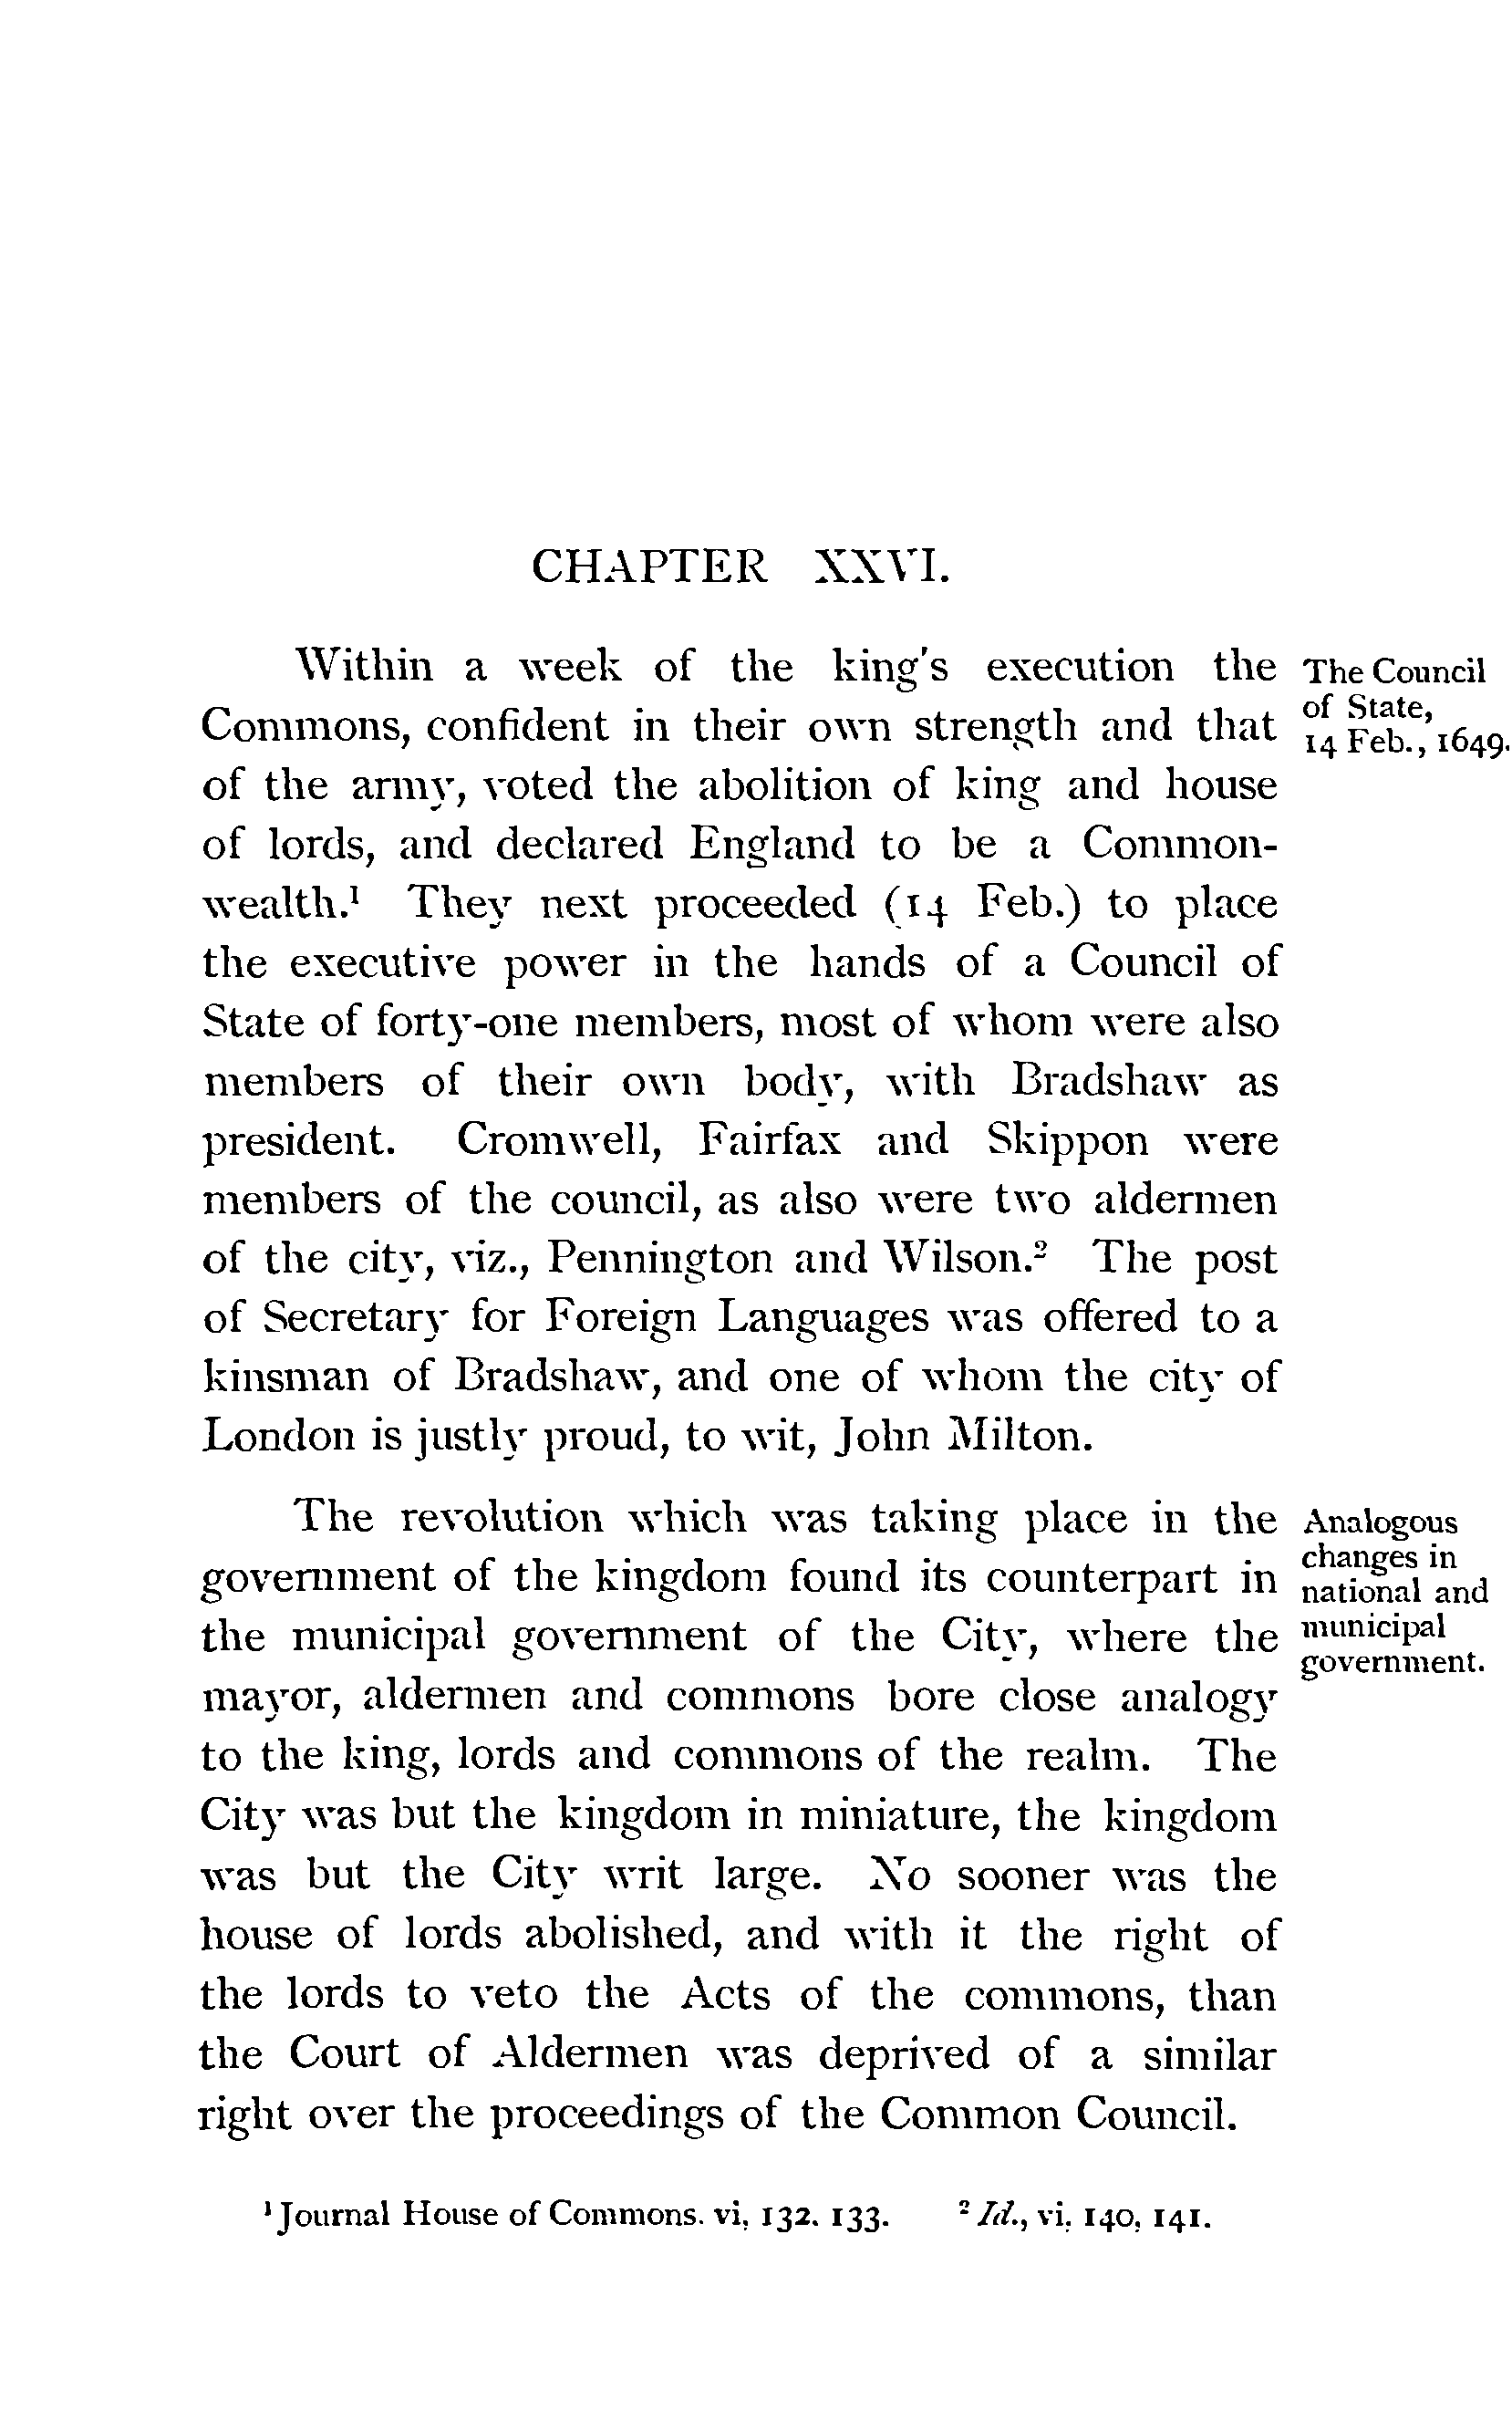 CHAPTER XXVI.
Within a week of the king's execution the
Commons, confident in their own strength and that
of the army, voted the abolition of king and house
of lords, and declared England to be a Common-
wealth.¹ They next proceeded (14 Feb.) to place
the executive power in the hands of a Council of
State of forty-one members, most of whom were also
members of their own body, with Bradshaw as
president. Cromwell, Fairfax and Skippon were
members of the council, as also were two aldermen
of the city, viz., Pennington and Wilson.² The post
of Secretary for Foreign Languages was offered to a
kinsman of Bradshaw, and one of whom the city of
London is justly proud, to wit, John Milton.
The Council
of State,
14 Feb., 1649.
The revolution which was taking place in the
government of the kingdom found its counterpart in
the municipal government of the City, where the
mayor, aldermen and commons bore close analogy
to the king, lords and commons of the realm. The
City was but the kingdom in miniature, the kingdom
was but the City writ large. No sooner was the
house of lords abolished, and with it the right of
the lords to veto the Acts of the commons, than
the Court of Aldermen was deprived of a similar
right over the proceedings of the Common Council.
Analogous
changes in
national and
municipal
government.
¹ Journal House of Commons. vi, 132. 133. ² Id., vi. 140, 141.